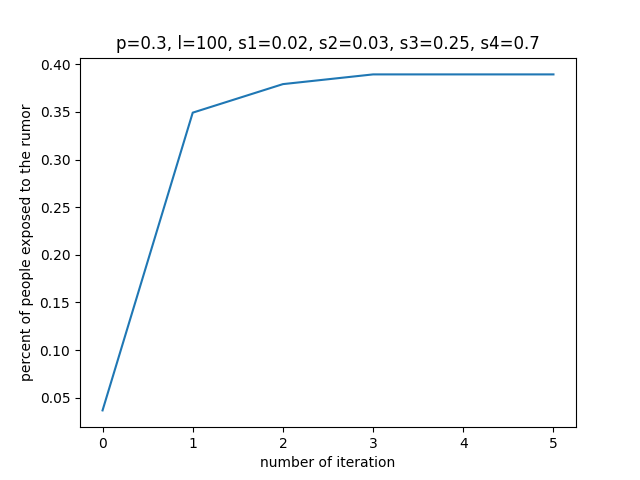 p=0.3, l=100, s1=0.02, s2=0.03, s3=0.25, s4=0.7
percent of people exposed to the rumor
0.40
0.35
0.30
0.25
0.20
0.15
0.10
0.05
0 1 2 3 4 5
number of iteration